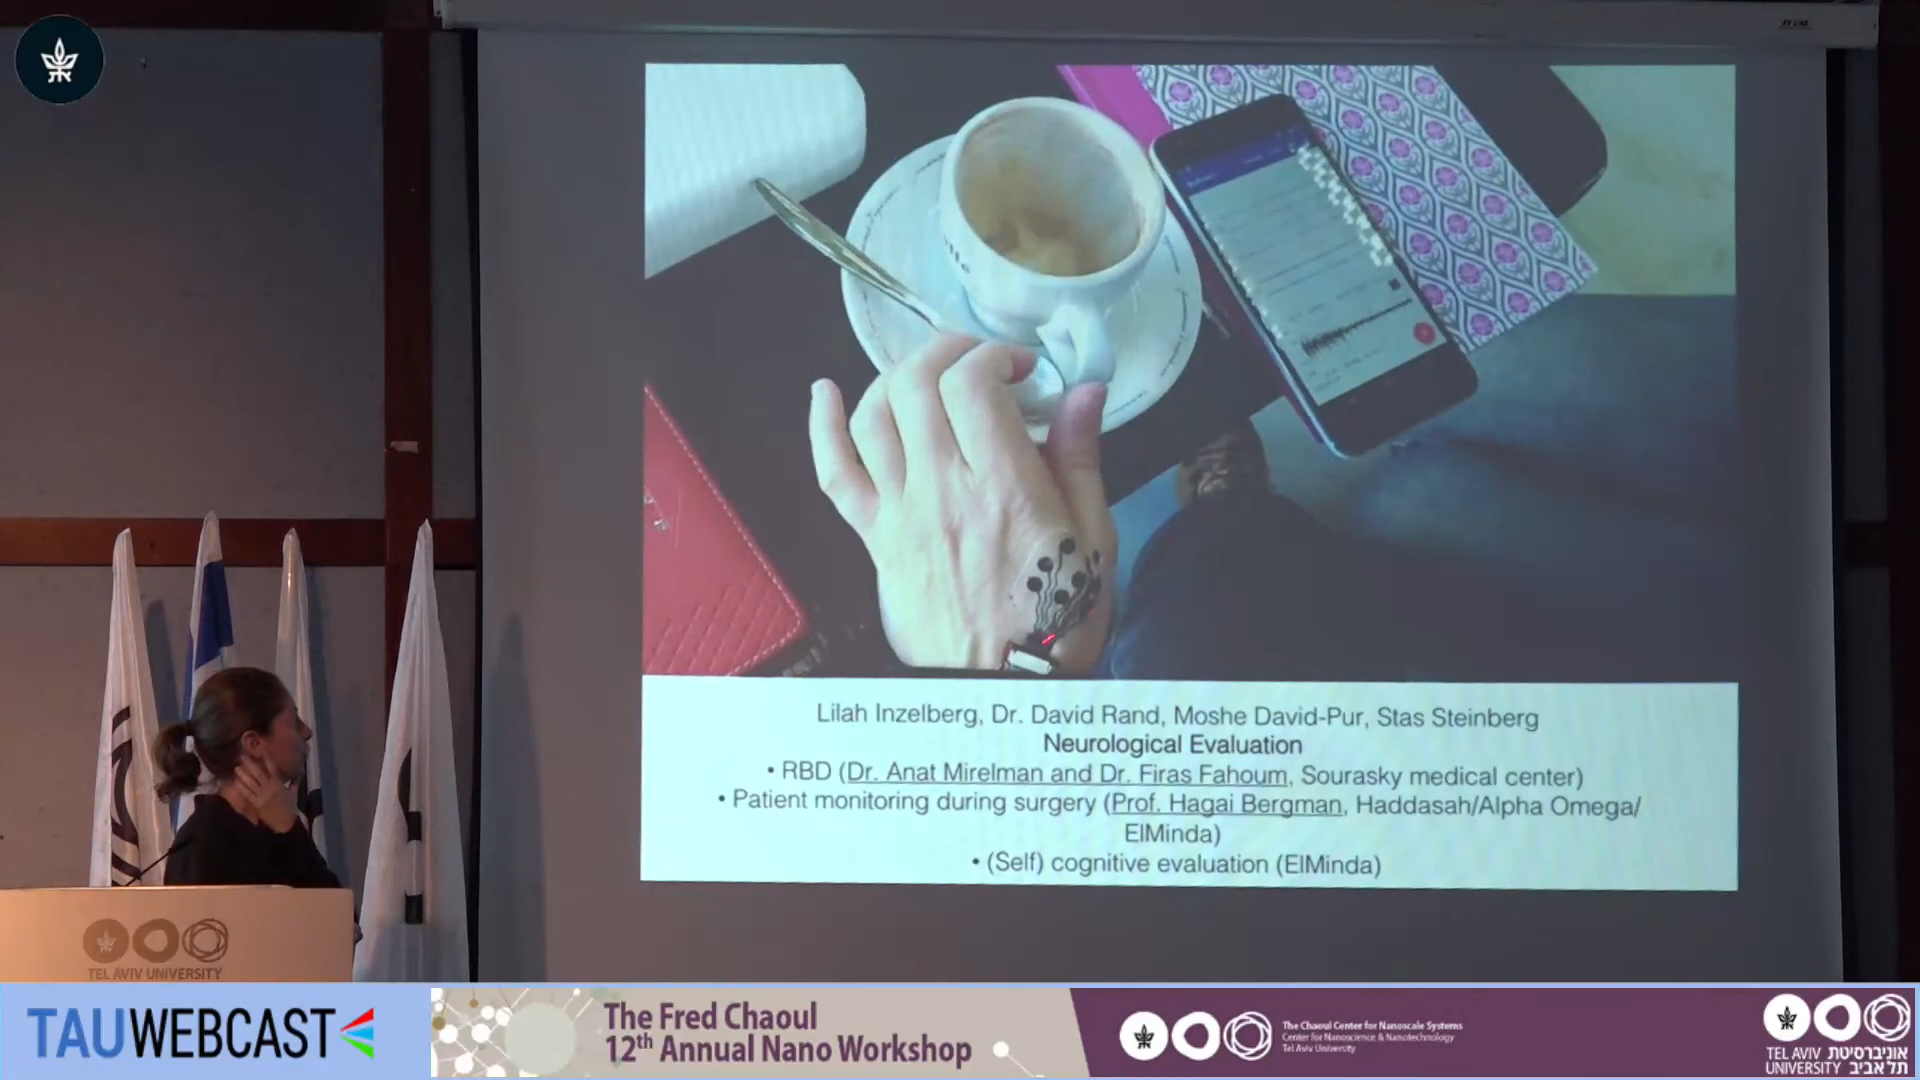 Lilah Inzelberg, Dr. David Rand, Moshe David-Pur, Stas Steinberg
Neurological Evaluation
• RBD (Dr. Anat Mirelman and Dr. Firas Fahoum, Sourasky medical center)
• Patient monitoring during surgery (Prof. Hagai Bergman, Haddasah/Alpha Omega/
ElMinda)
• (Self) cognitive evaluation (ElMinda)
TEL AVIV UNIVERSITY
TAUWEBCAST
The Fred Chaoul
12th Annual Nano Workshop
The Chaoul Center for Nanoscale Systems
Center for Nanoscience & Nanotechnology
Tel Aviv University
TEL AVIV אוניברסיטת
UNIVERSITY תל אביב